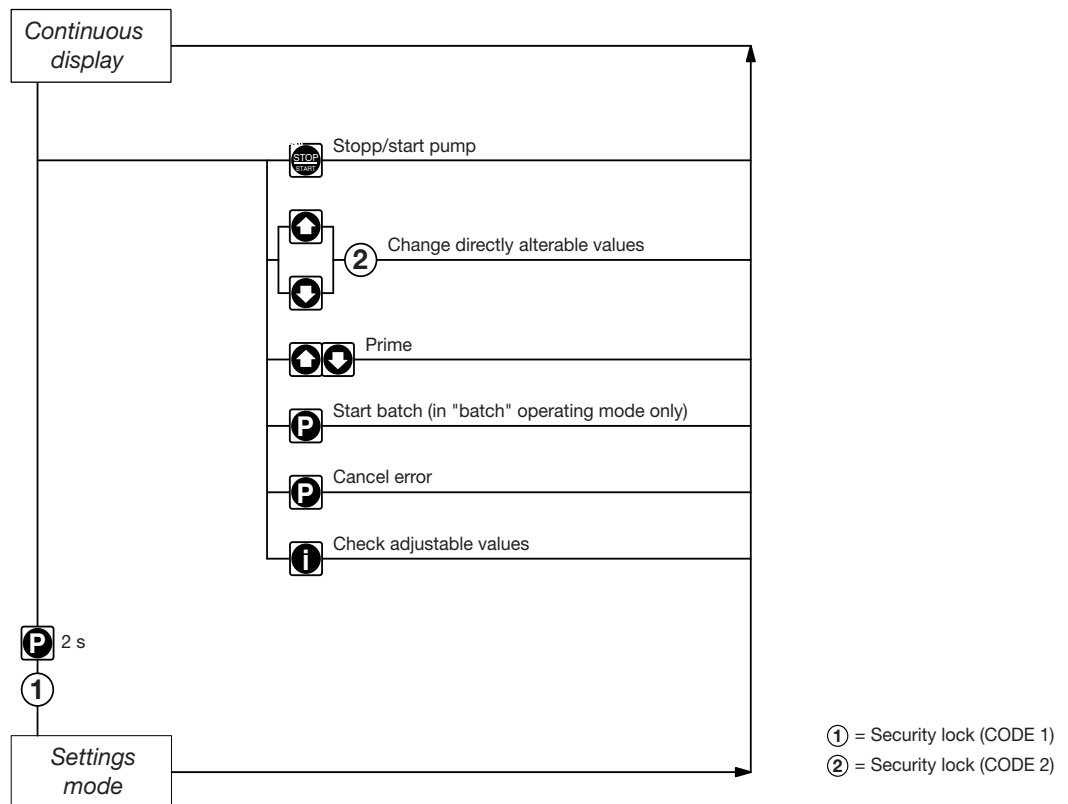 Continuous
display
STOP
START
Stopp/start pump
2
Change directly alterable values
Prime
P
Start batch (in "batch" operating mode only)
P
Cancel error
i
Check adjustable values
P
2 s
1
Settings
mode
1 = Security lock (CODE 1)
2 = Security lock (CODE 2)